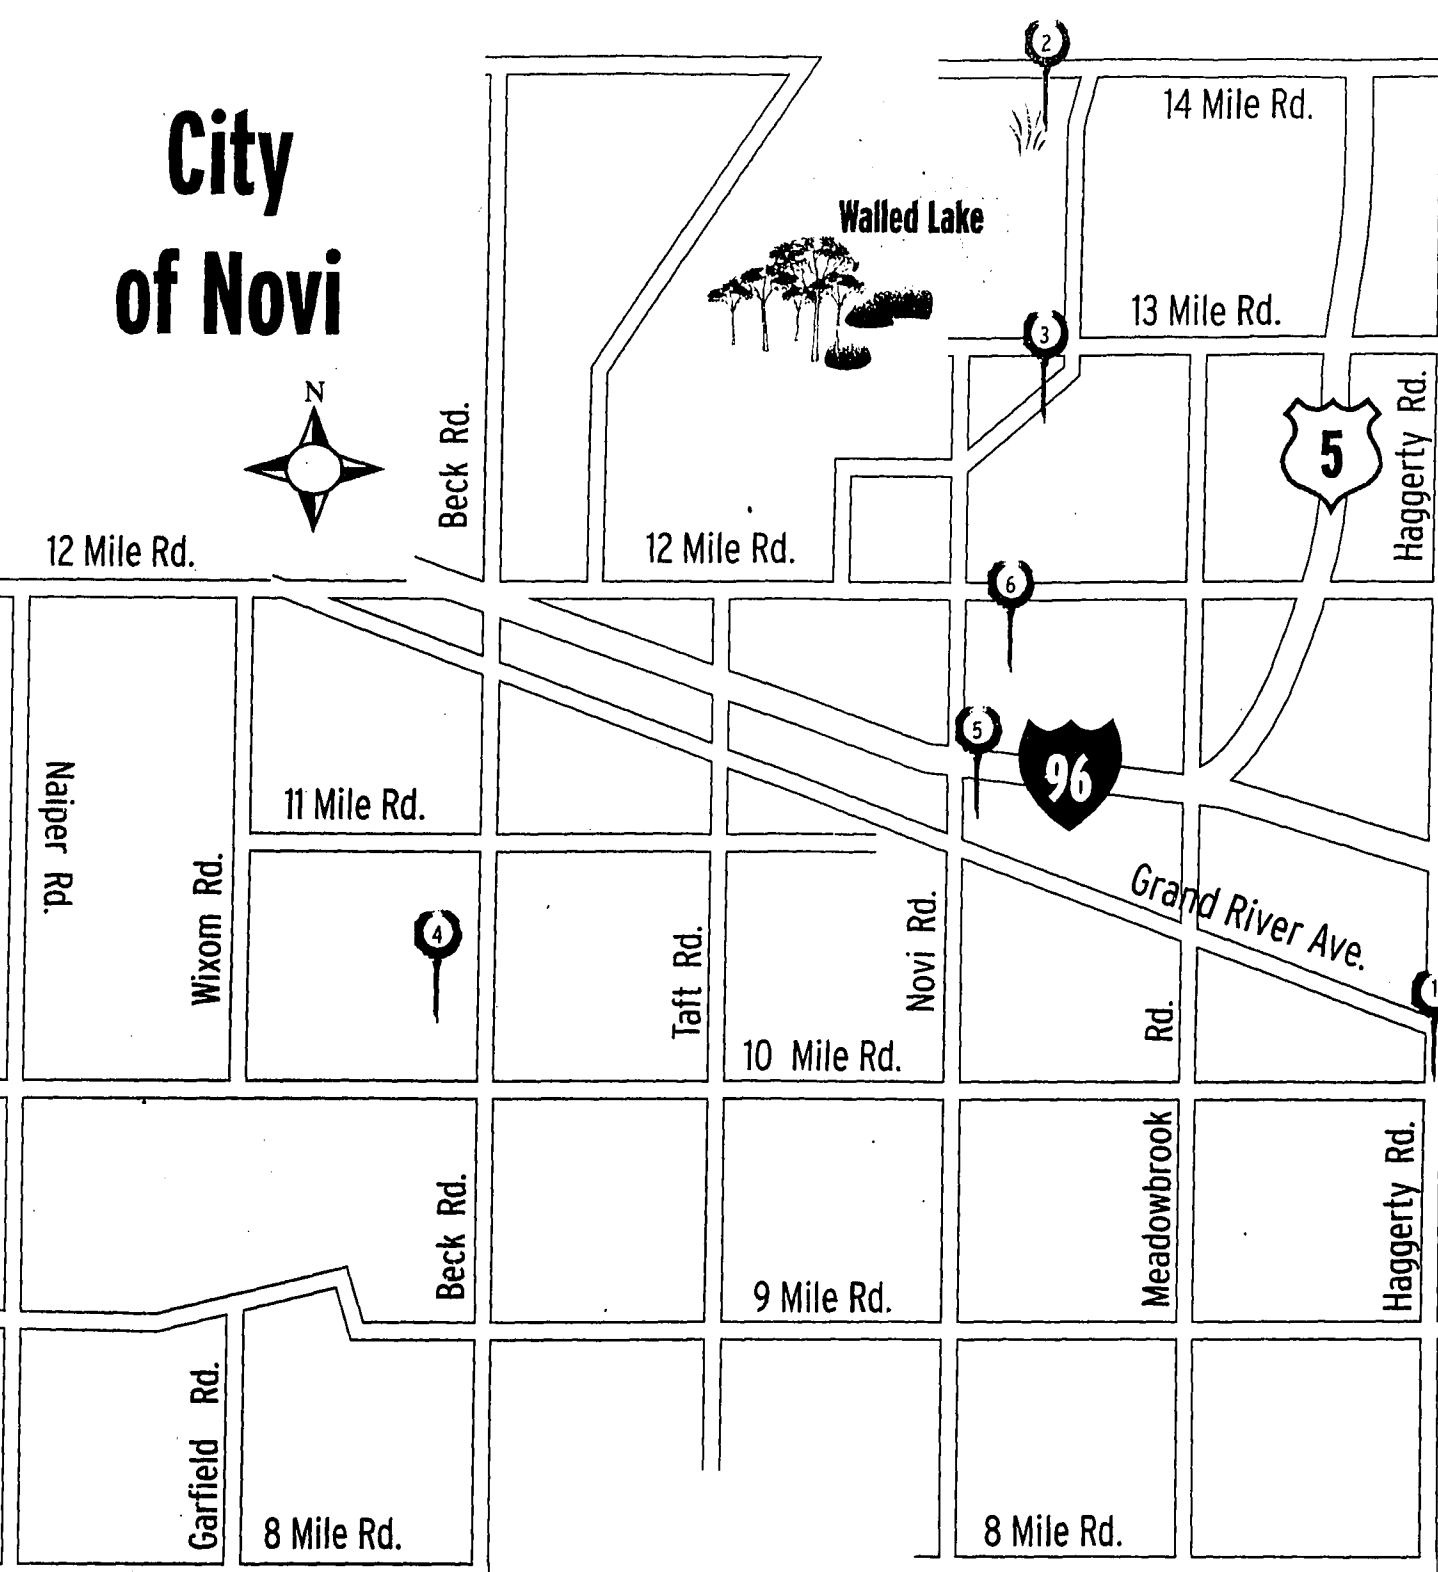 City
of Novi
2
14 Mile Rd.
Walled Lake
13 Mile Rd.
3
N
Beck Rd.
5
Haggerty Rd.
12 Mile Rd.
12 Mile Rd.
6
Naiper Rd.
5
96
11 Mile Rd.
Wixom Rd.
4
Taft Rd.
Novi Rd.
Grand River Ave.
1
10 Mile Rd.
Meadowbrook Rd.
Beck Rd.
Haggerty Rd.
9 Mile Rd.
Garfield Rd.
8 Mile Rd.
8 Mile Rd.